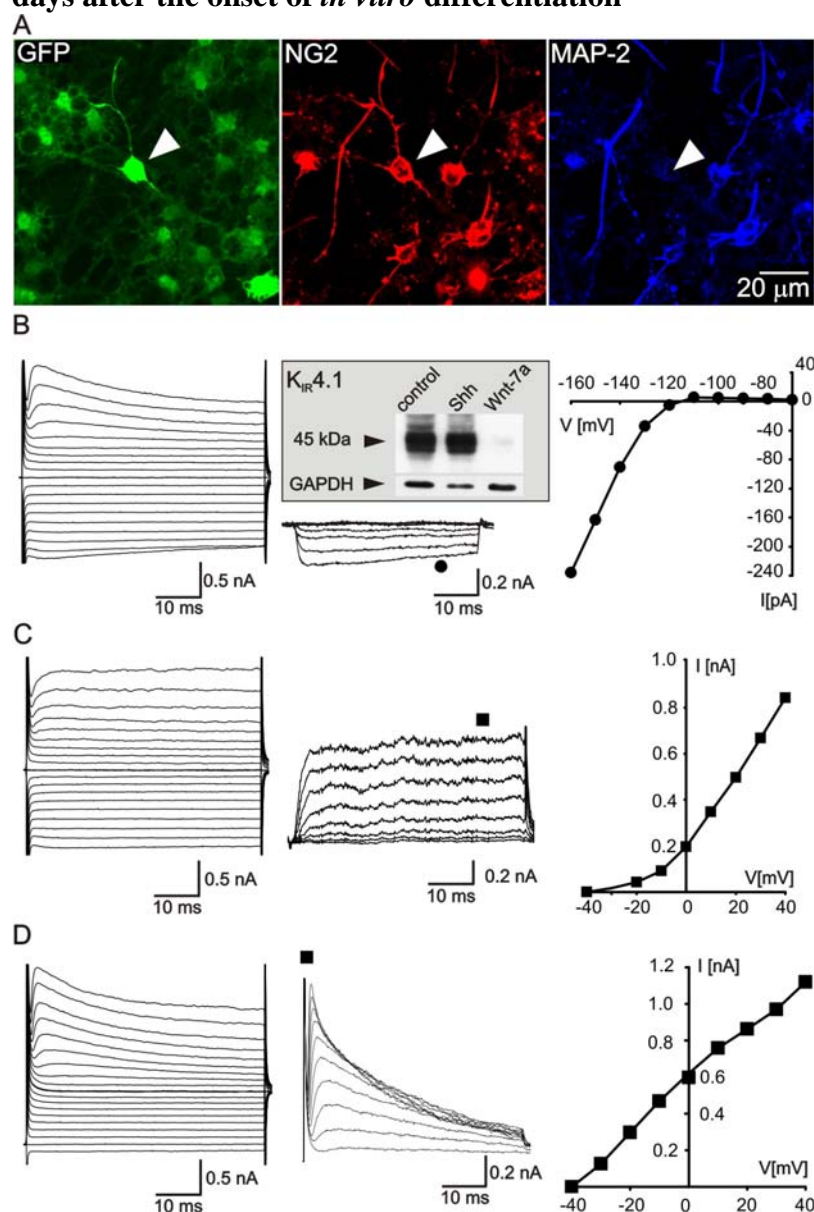 days after the onset of in vitro differentiation
A
GFP
NG2
MAP-2
20 µm
B
KIR4.1
control
Shh
Wnt-7a
45 kDa
GAPDH
0.5 nA
10 ms
0.2 nA
10 ms
-160
-140
-120
-100
-80
V [mV]
40
0
-40
-80
-120
-160
-200
-240
I[pA]
C
0.5 nA
10 ms
0.2 nA
10 ms
1.0
I [nA]
0.8
0.6
0.4
0.2
V[mV]
-40
-20
0
20
40
D
0.5 nA
10 ms
0.2 nA
10 ms
1.2
I [nA]
1.0
0.8
0.6
0.4
0.2
V[mV]
-40
-20
0
20
40